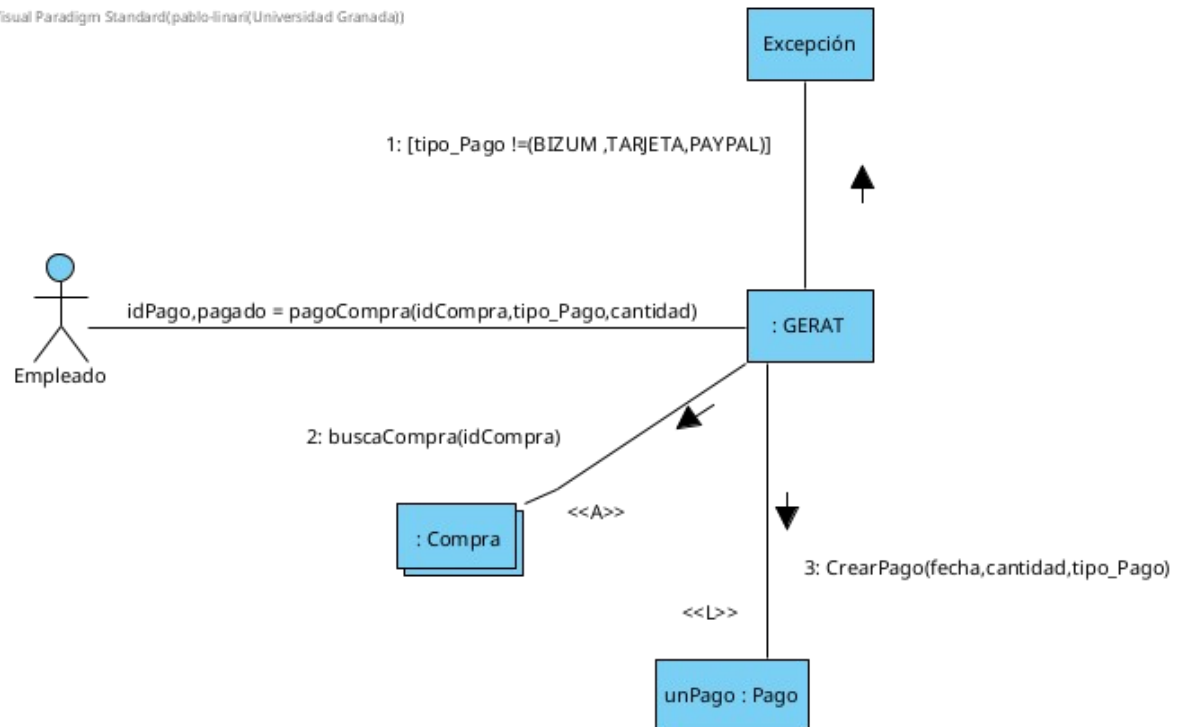 Visual Paradigm Standard(pablo-linari(Universidad Granada))
Excepción
1: [tipo_Pago !=(BIZUM ,TARJETA,PAYPAL)]
idPago,pagado = pagoCompra(idCompra,tipo_Pago,cantidad)
: GERAT
Empleado
2: buscaCompra(idCompra)
<<A>>
: Compra
3: CrearPago(fecha,cantidad,tipo_Pago)
<<L>>
unPago : Pago